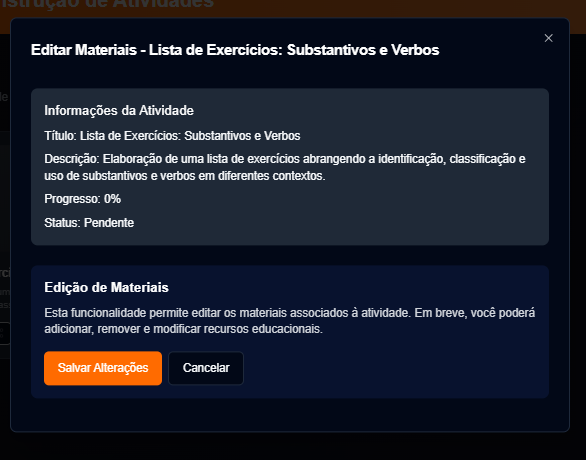 strução de Atividades
Editar Materiais - Lista de Exercícios: Substantivos e Verbos
Informações da Atividade
Título: Lista de Exercícios: Substantivos e Verbos
Descrição: Elaboração de uma lista de exercícios abrangendo a identificação, classificação e
uso de substantivos e verbos em diferentes contextos.
Progresso: 0%
Status: Pendente
Edição de Materiais
Esta funcionalidade permite editar os materiais associados à atividade. Em breve, você poderá
adicionar, remover e modificar recursos educacionais.
Salvar Alterações
Cancelar